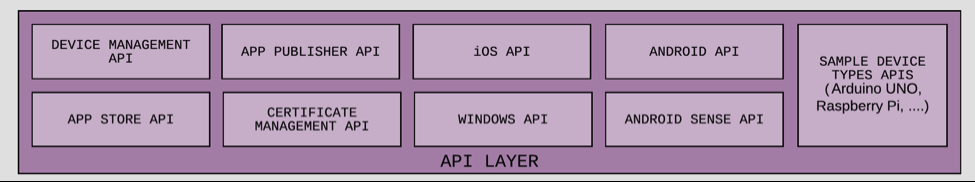 DEVICE MANAGEMENT
API
APP PUBLISHER API
iOS API
ANDROID API
SAMPLE DEVICE
TYPES APIS
(Arduino UNO,
Raspberry Pi, ....)
APP STORE API
CERTIFICATE
MANAGEMENT API
WINDOWS API
ANDROID SENSE API
API LAYER